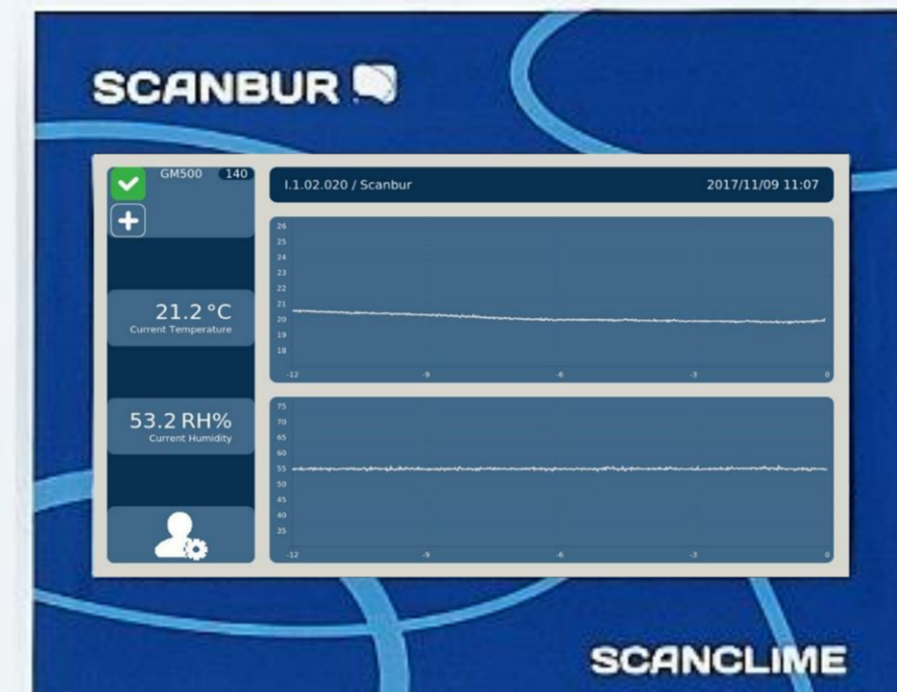 SCANBUR
GM500 140
I.1.02.020 / Scanbur 2017/11/09 11:07
26
25
24
23
22
21
20
19
18
-12 -9 -6 -3 0
21.2 °C
Current Temperature
75
70
65
60
55
50
45
40
35
-12 -9 -6 -3 0
53.2 RH%
Current Humidity
SCANCLIME